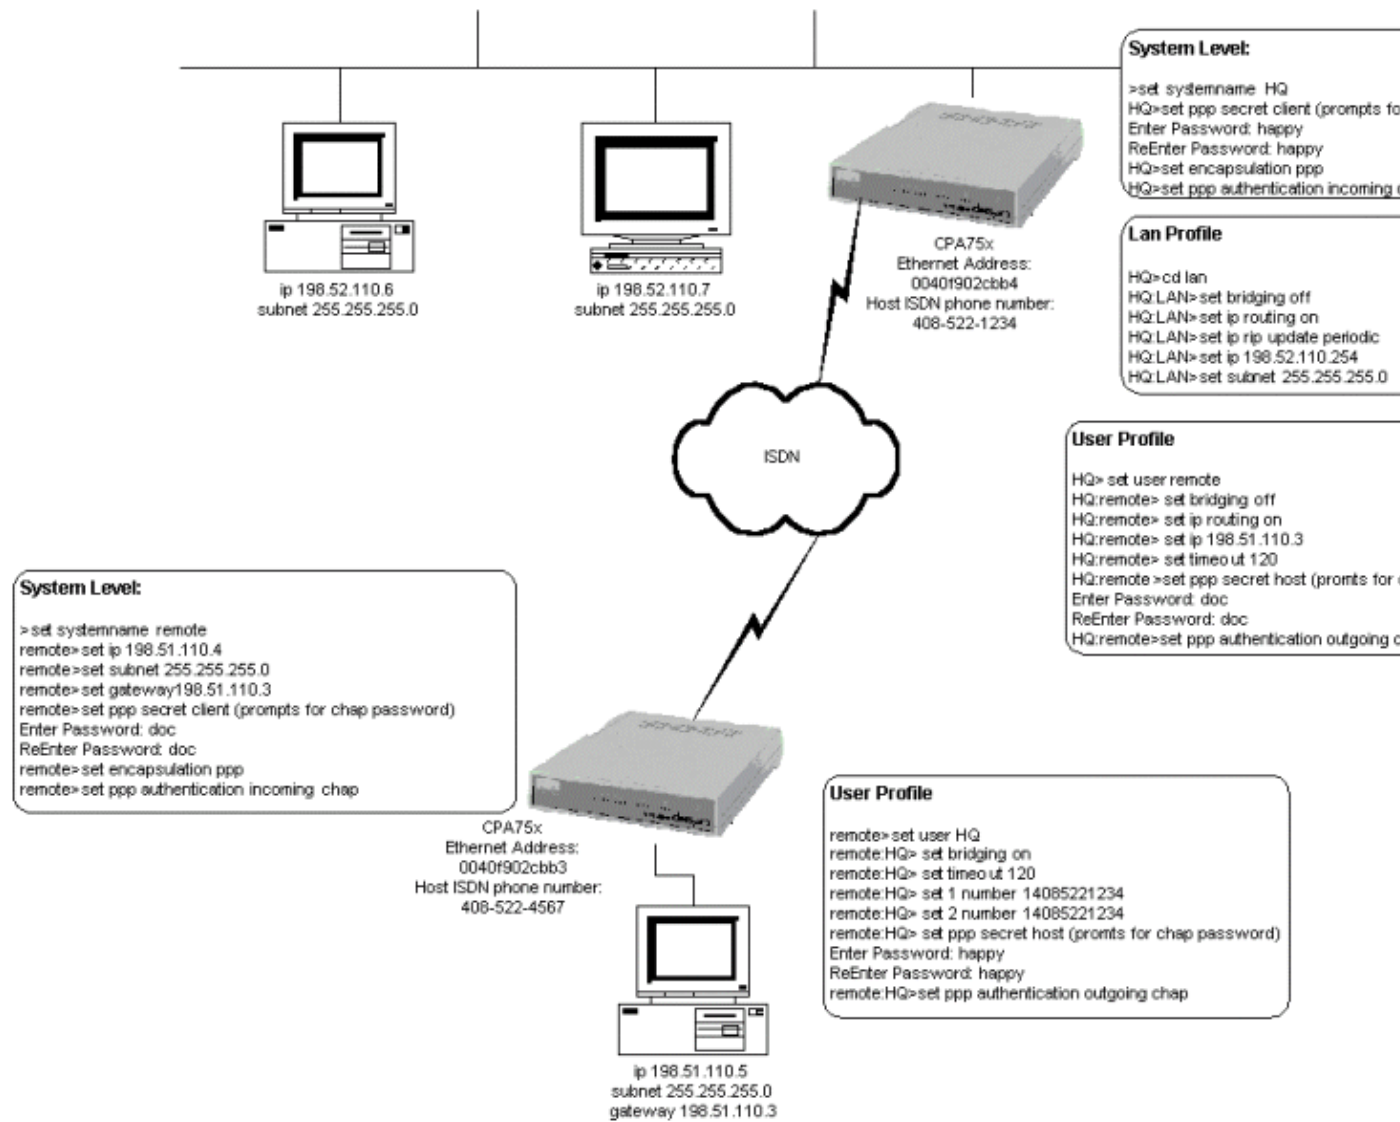 System Level:
>set systemname HQ
HQ>set ppp secret client (prompts fo
Enter Password: happy
ReEnter Password: happy
HQ>set encapsulation ppp
HQ>set ppp authentication incoming c
ip 198.52.110.6
subnet 255.255.255.0
ip 198.52.110.7
subnet 255.255.255.0
CPA75x
Ethernet Address:
0040f902cbb4
Host ISDN phone number:
408-522-1234
Lan Profile
HQ>cd lan
HQ:LAN>set bridging off
HQ:LAN>set ip routing on
HQ:LAN>set ip rip update periodic
HQ:LAN>set ip 198.52.110.254
HQ:LAN>set subnet 255.255.255.0
ISDN
User Profile
HQ> set user remote
HQ:remote> set bridging off
HQ:remote> set ip routing on
HQ:remote> set ip 198.51.110.3
HQ:remote> set timeout 120
HQ:remote >set ppp secret host (promts for c
Enter Password: doc
ReEnter Password: doc
HQ:remote>set ppp authentication outgoing c
System Level:
>set systemname remote
remote>set ip 198.51.110.4
remote>set subnet 255.255.255.0
remote>set gateway198.51.110.3
remote>set ppp secret client (prompts for chap password)
Enter Password: doc
ReEnter Password: doc
remote>set encapsulation ppp
remote>set ppp authentication incoming chap
CPA75x
Ethernet Address:
0040f902cbb3
Host ISDN phone number:
408-522-4567
User Profile
remote>set user HQ
remote:HQ> set bridging on
remote:HQ> set timeout 120
remote:HQ> set 1 number 14085221234
remote:HQ> set 2 number 14085221234
remote:HQ> set ppp secret host (promts for chap password)
Enter Password: happy
ReEnter Password: happy
remote:HQ>set ppp authentication outgoing chap
ip 198.51.110.5
subnet 255.255.255.0
gateway 198.51.110.3